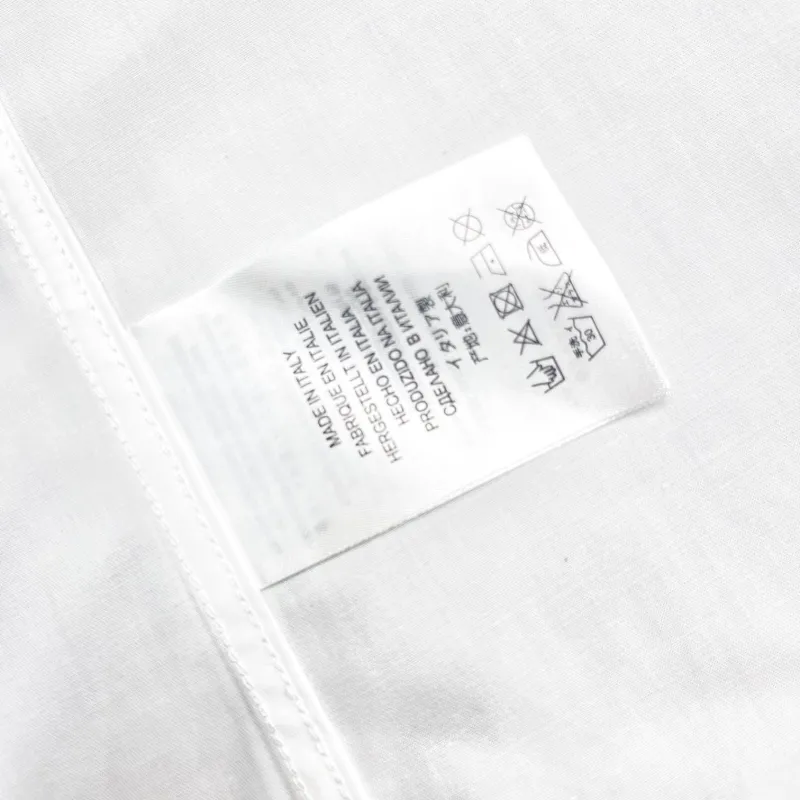 MADE IN ITALY
FABRIQUE EN ITALIE
HERGESTELLT IN ITALIEN
HECHO EN ITALIA
PRODUZIDO NA ITALIA
СДЕЛАНО В ИТАЛИИ
イタリア製
产地：意大利